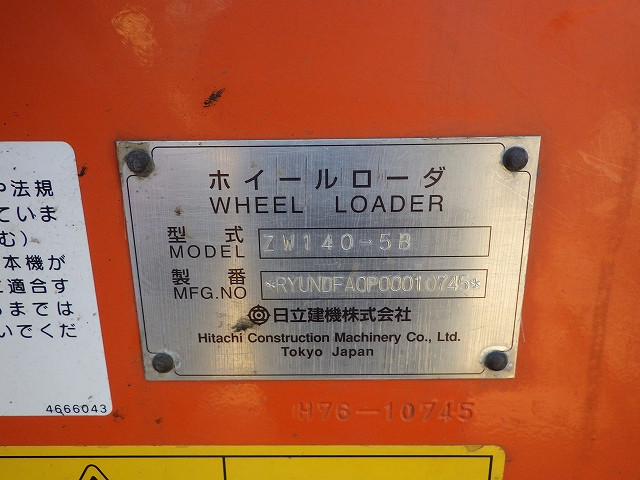 や法規
ていま
む)
本機が
と適合す
るまでは
いでくだ
4666043
ホイールローダ
WHEEL LOADER
型式
MODEL ZW140-5B
製番
MFG.NO *RYUNDFA0P00010745*
日立建機株式会社
Hitachi Construction Machinery Co., Ltd.
Tokyo Japan
H76-10745